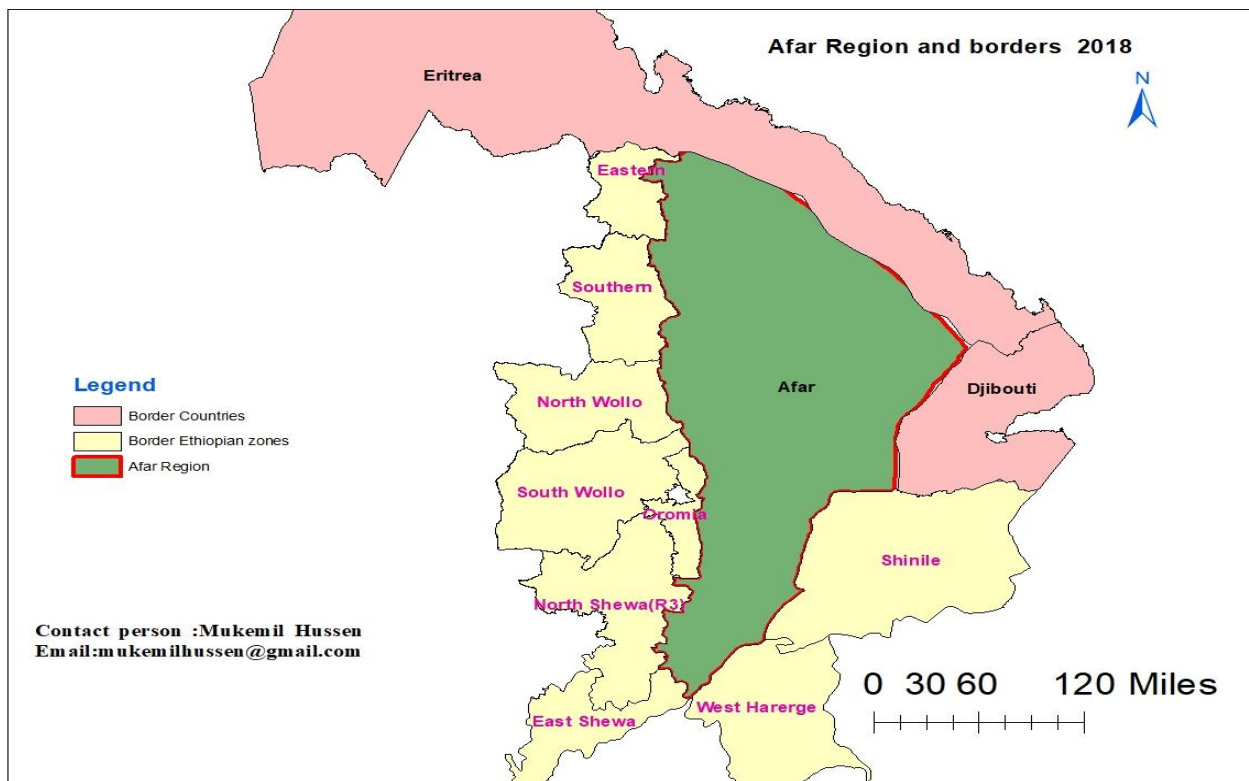 Afar Region and borders 2018
N
Eritrea
Eastern
Southern
North Wollo
Afar
Djibouti
South Wollo
Oromia
Shinile
North Shewa(R3)
West Harerge
East Shewa
Legend
Border Countries
Border Ethiopian zones
Afar Region
Contact person :Mukemil Hussen
Email:mukemilhussen@gmail.com
0 30 60 120 Miles